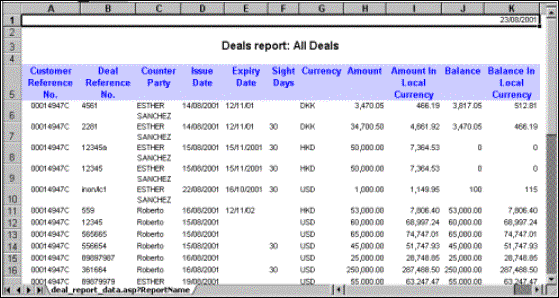 A B C D E F G H I J K
1 23/08/2001
2
3 Deals report: All Deals
4
Customer Deal Counter Issue Expiry Sight Currency Amount Amount In Balance Balance In
Reference Reference Party Date Date Days Local Local
5 No. No. Currency Currency
00014947C 4561 ESTHER 14/08/2001 12/11/01 DKK 3,470.05 466.19 3,817.05 512.81
6 SANCHEZ
00014947C 2281 ESTHER 14/08/2001 12/11/01 30 DKK 34,700.50 4,661.92 3,470.05 466.19
7 SANCHEZ
00014947C 12345a ESTHER 15/08/2001 15/11/2001 30 HKD 50,000.00 7,364.53 0 0
8 SANCHEZ
00014947C 12345 ESTHER 15/08/2001 15/11/2001 30 HKD 50,000.00 7,364.53 0 0
9 SANCHEZ
00014947C ESTHER 22/08/2001 16/10/2001 30 USD 1,000.00 1,149.95 100 115
10 SANCHEZ
11 00014947C 559 Roberto 16/08/2001 12/11/02 HKD 53,000.00 7,806.40 53,000.00 7,806.40
12 00014947C 12345 Roberto 15/08/2001 USD 60,000.00 68,997.24 60,000.00 68,997.24
13 00014947C 565665 Roberto 15/08/2001 USD 65,000.00 74,747.01 65,000.00 74,747.01
14 00014947C 556654 Roberto 15/08/2001 30 USD 45,000.00 51,747.93 45,000.00 51,747.93
15 00014947C 89897987 Roberto 16/08/2001 USD 25,000.00 28,748.85 25,000.00 28,748.85
16 00014947C 361664 Roberto 16/08/2001 30 USD 250,000.00 287,488.50 250,000.00 287,488.50
00014947C 89879979 ESTHER 19/08/2001 USD 55,000.00 63,247.47 55,000.00 63,247.47
deal_report_data.asp?ReportName